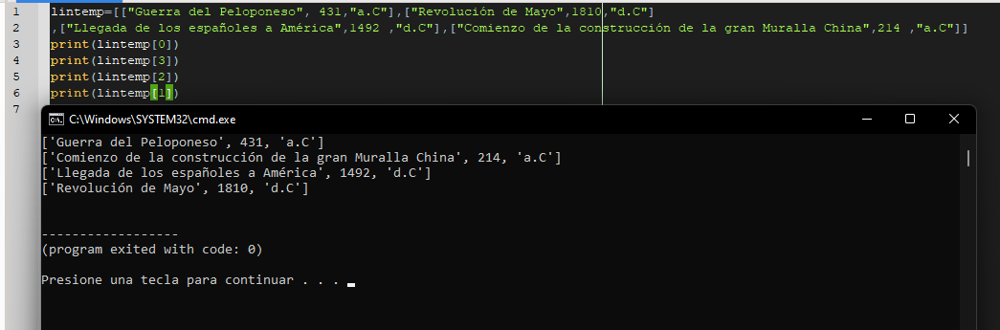 1 lintemp=[["Guerra del Peloponeso", 431,"a.C"],["Revolución de Mayo",1810,"d.C"]
2 ,["Llegada de los españoles a América",1492 ,"d.C"],["Comienzo de la construcción de la gran Muralla China",214 ,"a.C"]]
3 print(lintemp[0])
4 print(lintemp[3])
5 print(lintemp[2])
6 print(lintemp[1])
7
C:\Windows\SYSTEM32\cmd.exe
['Guerra del Peloponeso', 431, 'a.C']
['Comienzo de la construcción de la gran Muralla China', 214, 'a.C']
['Llegada de los españoles a América', 1492, 'd.C']
['Revolución de Mayo', 1810, 'd.C']
------------------
(program exited with code: 0)
Presione una tecla para continuar . . .